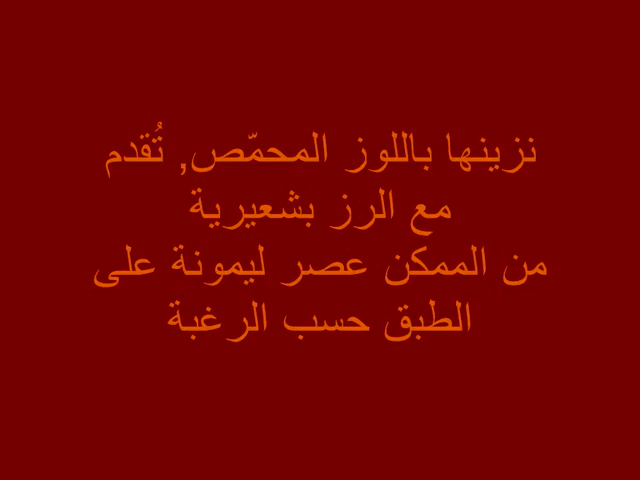 نزينها باللوز المحمّص, تُقدم
مع الرز بشعيرية
من الممكن عصر ليمونة على
الطبق حسب الرغبة